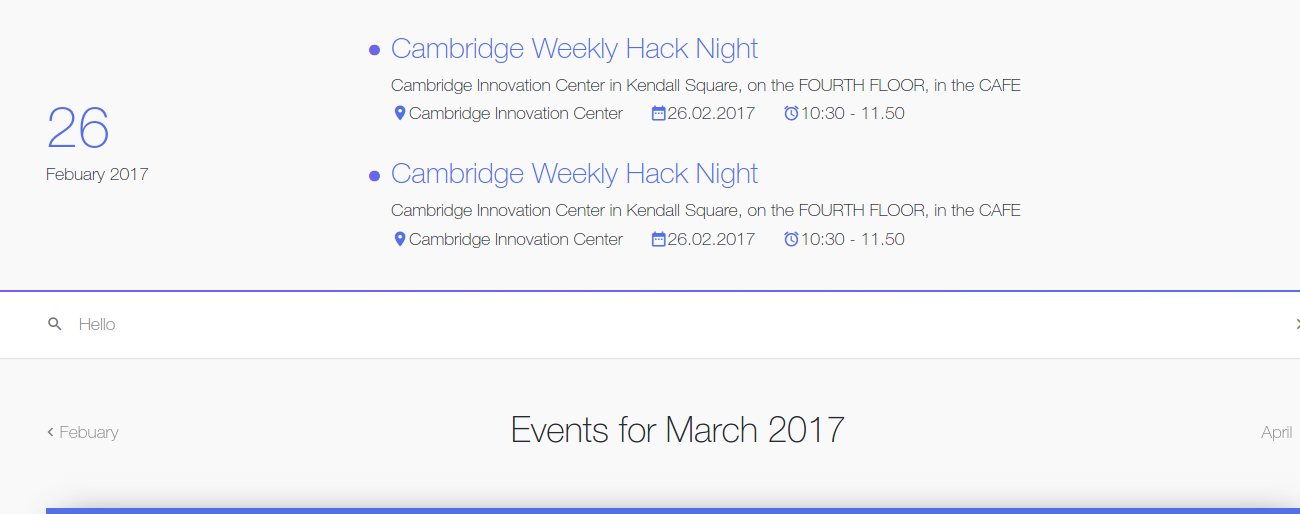 26
Febuary 2017
Cambridge Weekly Hack Night
Cambridge Innovation Center in Kendall Square, on the FOURTH FLOOR, in the CAFE
Cambridge Innovation Center 26.02.2017 10:30 - 11.50
Cambridge Weekly Hack Night
Cambridge Innovation Center in Kendall Square, on the FOURTH FLOOR, in the CAFE
Cambridge Innovation Center 26.02.2017 10:30 - 11.50
Hello
Febuary Events for March 2017 April